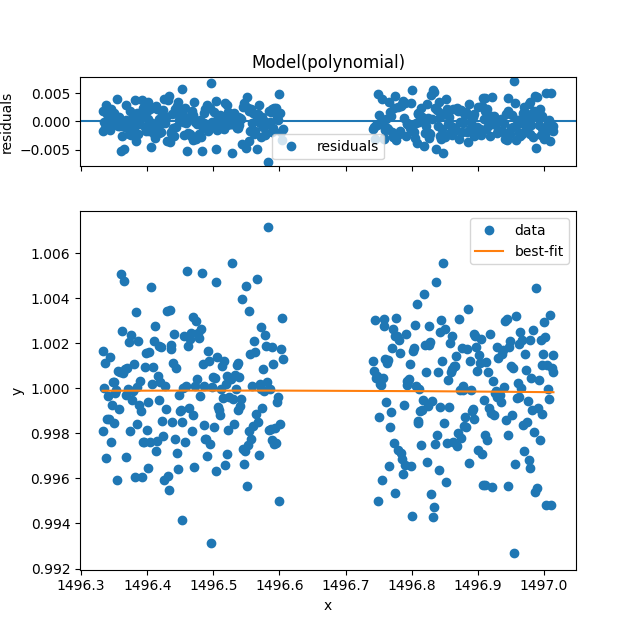 Model(polynomial)
0.005
0.000
−0.005
residuals
residuals
1.006
1.004
1.002
1.000
0.998
0.996
0.994
0.992
y
data
best-fit
1496.3 1496.4 1496.5 1496.6 1496.7 1496.8 1496.9 1497.0
x